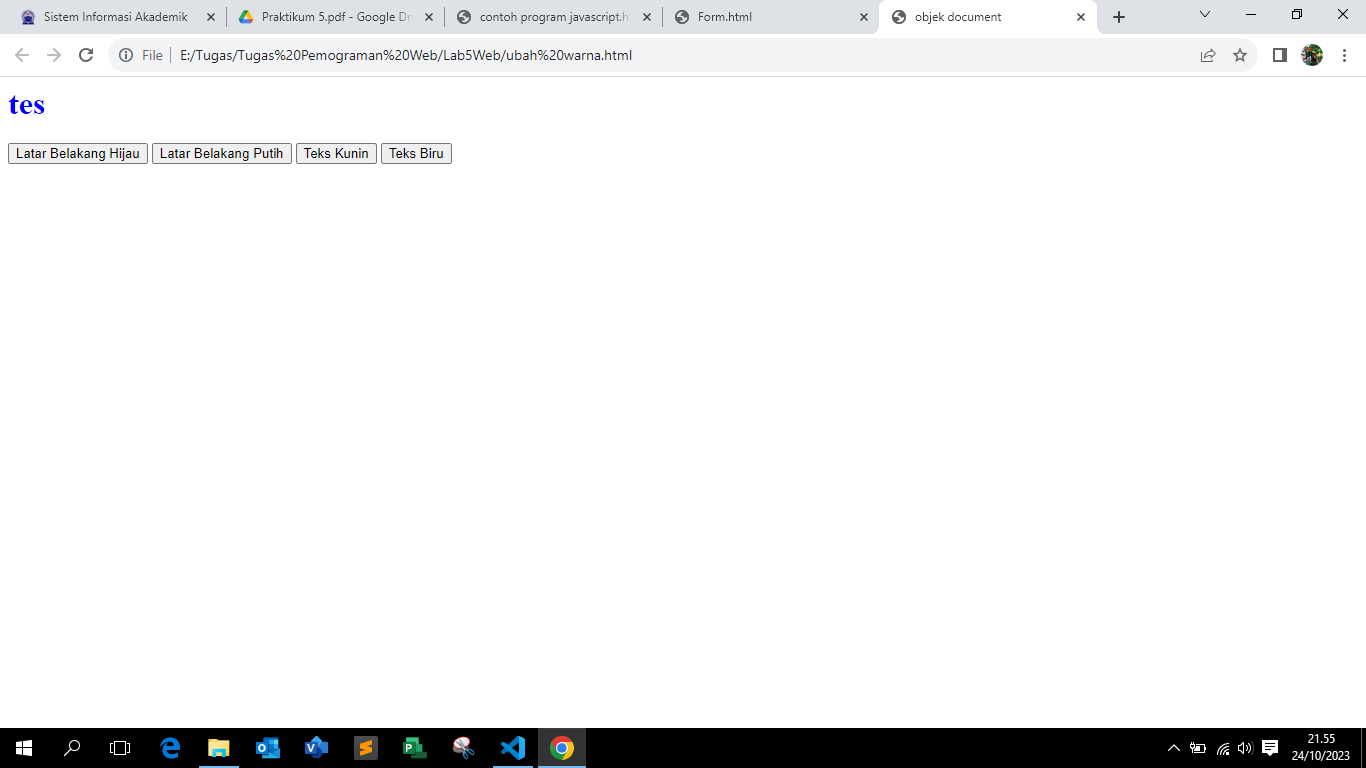 Sistem Informasi Akademik
Praktikum 5.pdf - Google Dr
contoh program javascript.h
Form.html
objek document
File
E:/Tugas/Tugas%20Pemograman%20Web/Lab5Web/ubah%20warna.html
tes
Latar Belakang Hijau Latar Belakang Putih Teks Kunin Teks Biru
21.55
24/10/2023